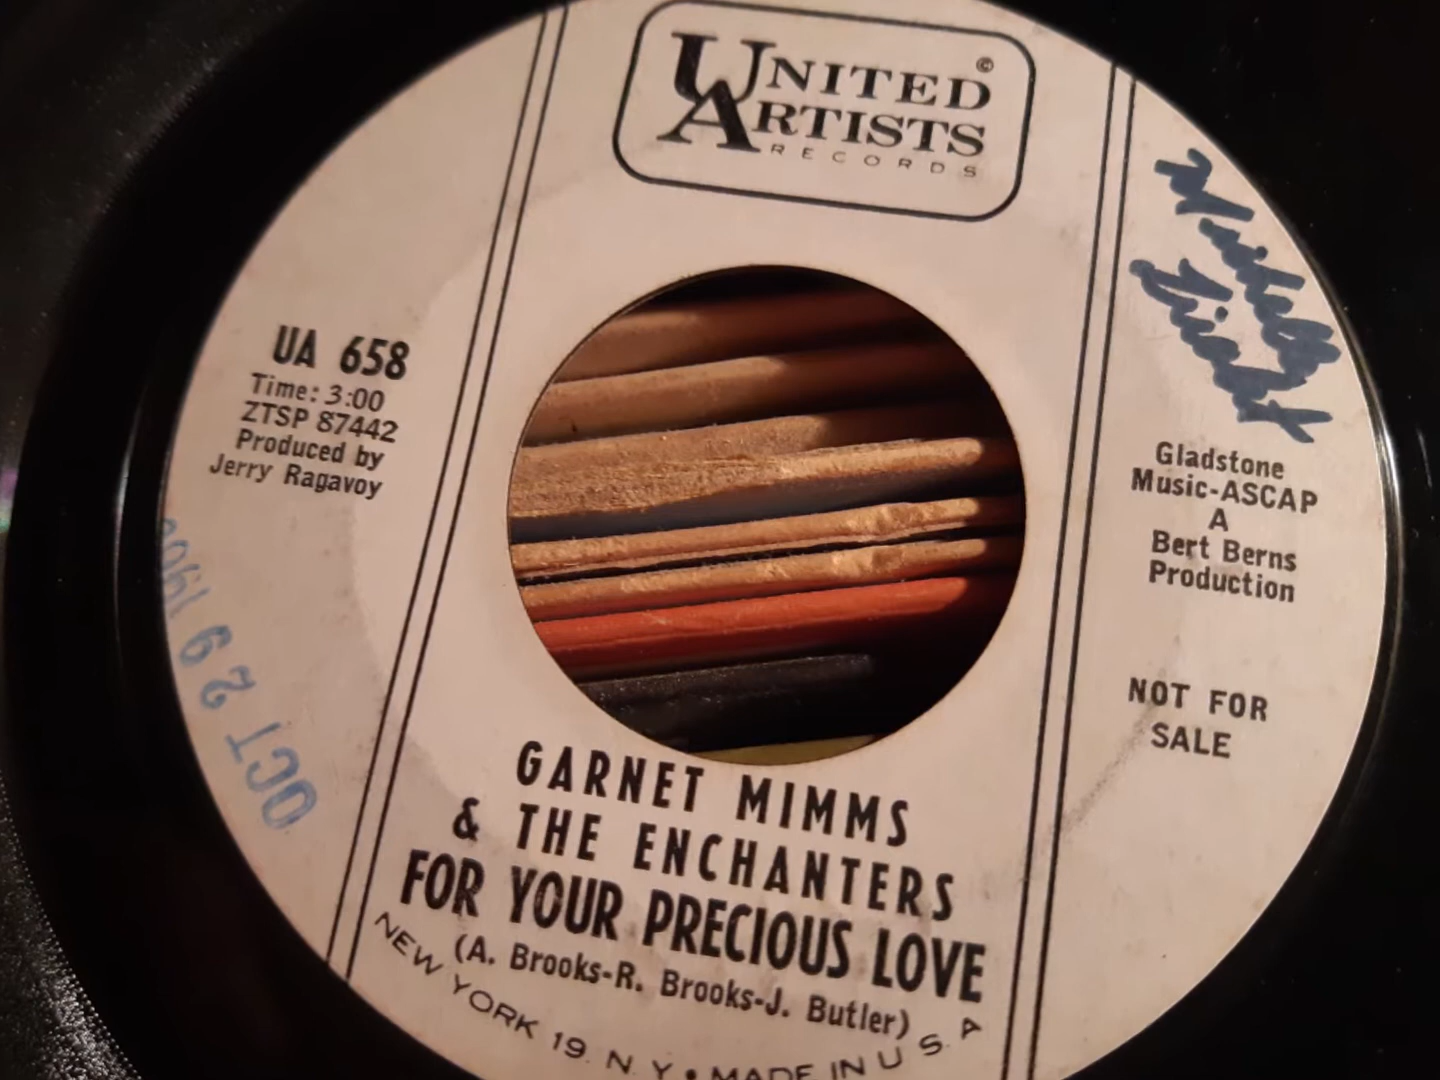 UNITED
ARTISTS
RECORDS
©
UA 658
Time: 3:00
ZTSP 87442
Produced by
Jerry Ragavoy
Gladstone
Music-ASCAP
A
Bert Berns
Production
NOT FOR
SALE
OCT 29
GARNET MIMMS
& THE ENCHANTERS
FOR YOUR PRECIOUS LOVE
(A. Brooks-R. Brooks-J. Butler)
NEW YORK 19. N. Y. • MADE IN U. S. A